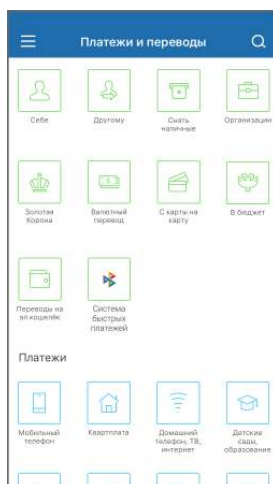 Платежи и переводы
Себе
Другому
Снять
наличные
Организации
Золотая
Корона
Валютный
перевод
С карты на
карту
В бюджет
Переводы на
эл.кошелёк
Система
быстрых
платежей
Платежи
Мобильный
телефон
Квартплата
Домашний
телефон, ТВ,
интернет
Детские
сады,
образование